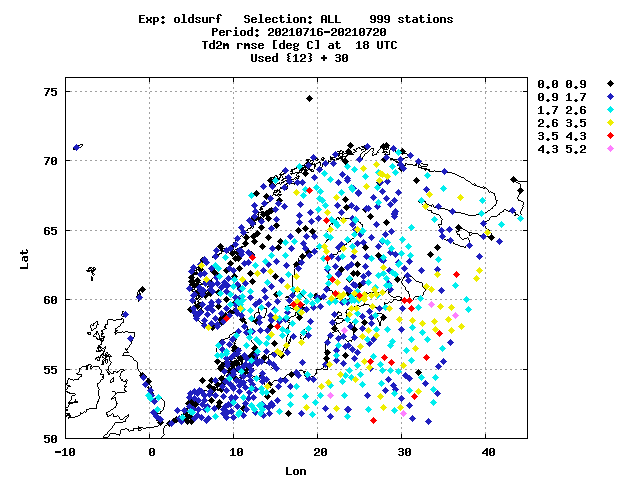 Exp: oldsurf   Selection: ALL    999 stations
Period: 20210716-20210720
Td2m rmse [deg C] at  18 UTC
Used {12} + 30
0.0 0.9
0.9 1.7
1.7 2.6
2.6 3.5
3.5 4.3
4.3 5.2
75
70
65
60
55
50
Lat
-10 0 10 20 30 40
Lon